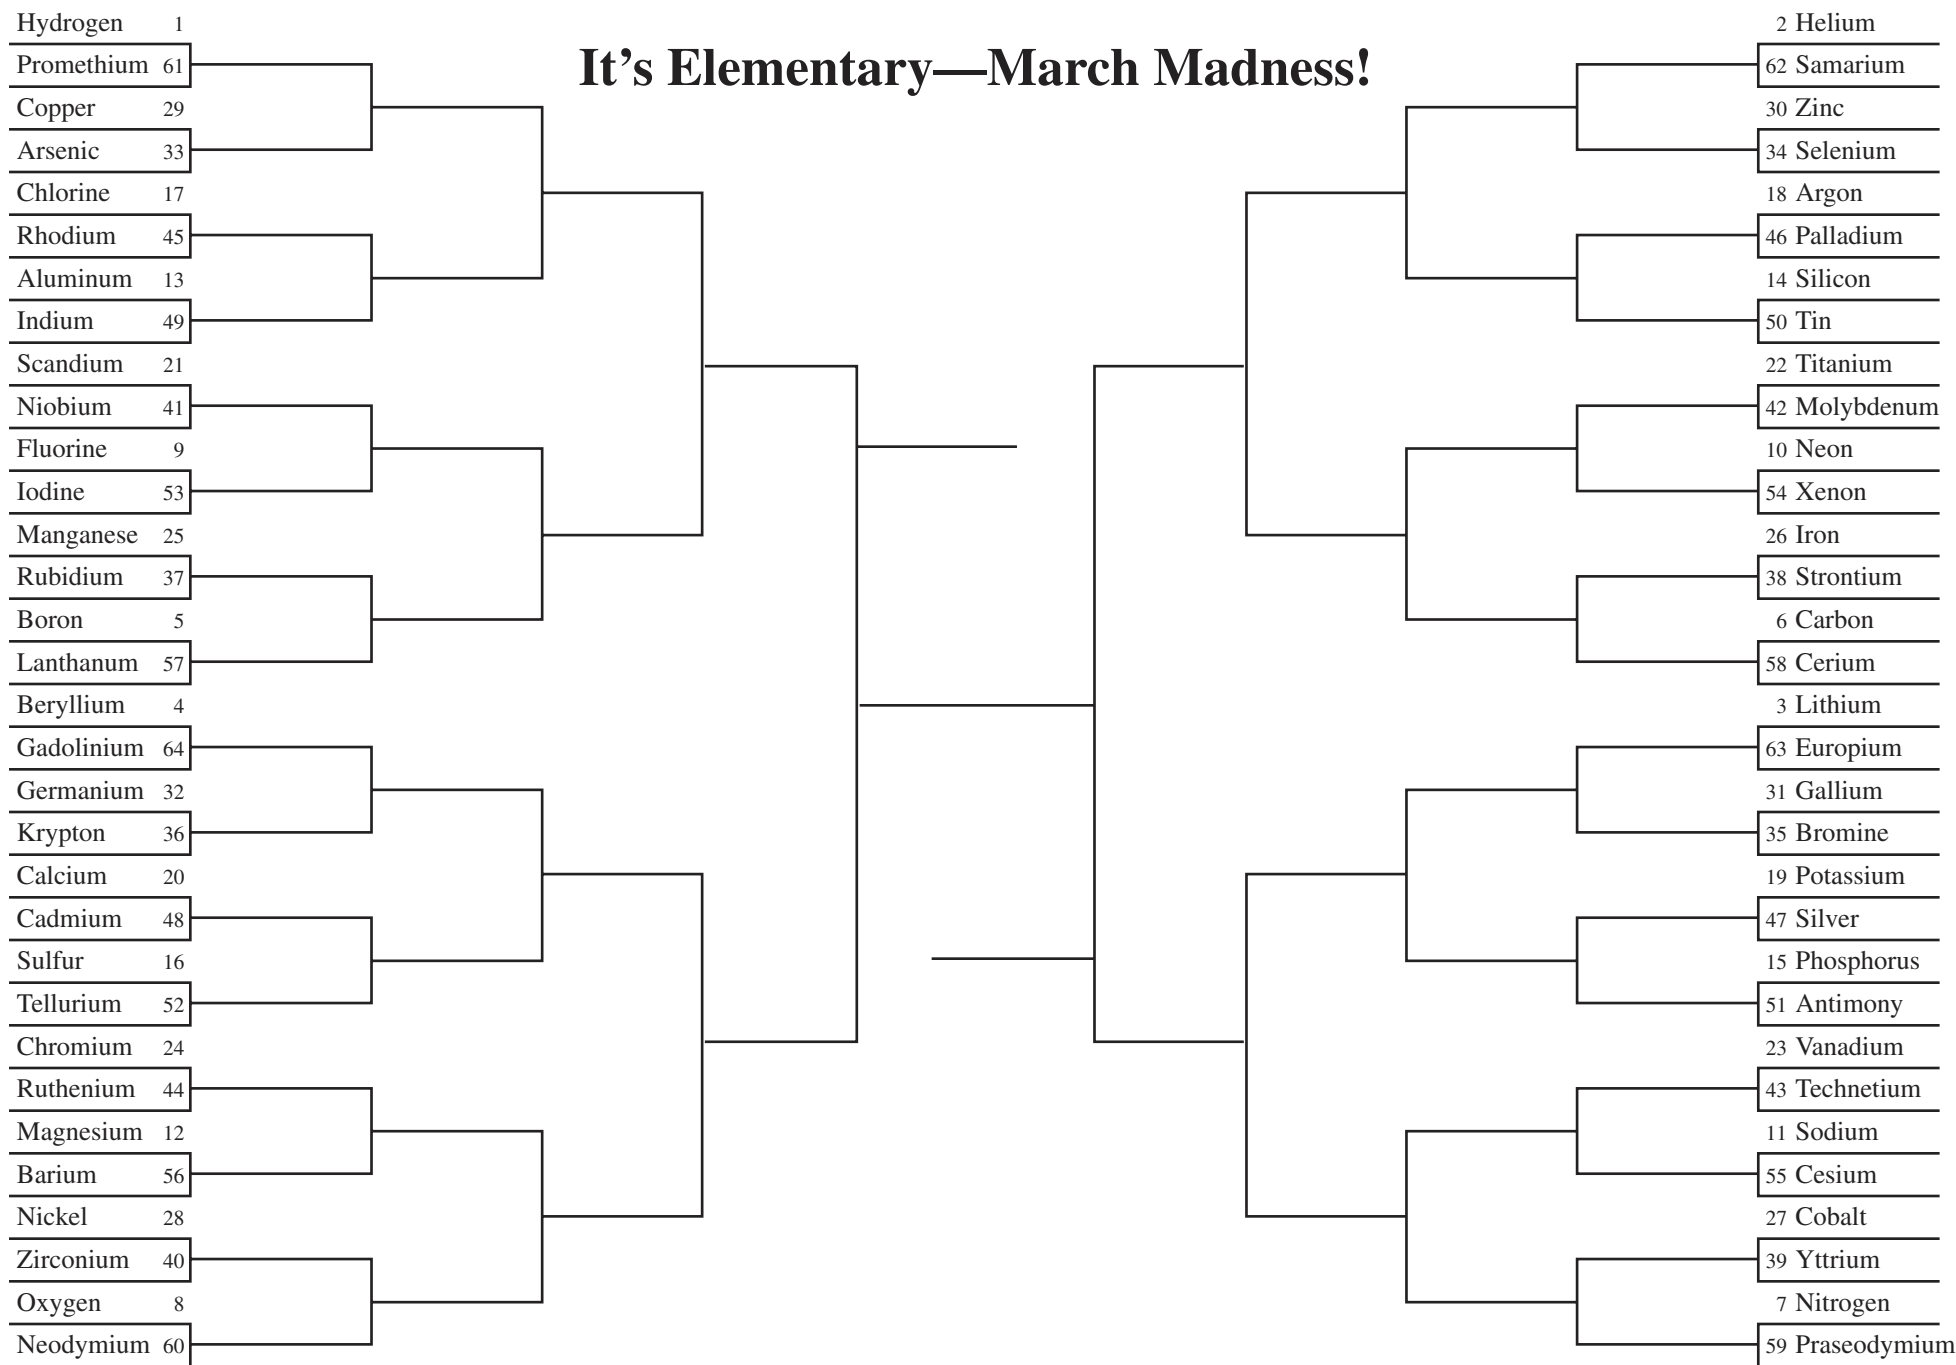 It’s Elementary—March Madness!
Hydrogen 1
Promethium 61
Copper 29
Arsenic 33
Chlorine 17
Rhodium 45
Aluminum 13
Indium 49
Scandium 21
Niobium 41
Fluorine 9
Iodine 53
Manganese 25
Rubidium 37
Boron 5
Lanthanum 57
Beryllium 4
Gadolinium 64
Germanium 32
Krypton 36
Calcium 20
Cadmium 48
Sulfur 16
Tellurium 52
Chromium 24
Ruthenium 44
Magnesium 12
Barium 56
Nickel 28
Zirconium 40
Oxygen 8
Neodymium 60
2 Helium
62 Samarium
30 Zinc
34 Selenium
18 Argon
46 Palladium
14 Silicon
50 Tin
22 Titanium
42 Molybdenum
10 Neon
54 Xenon
26 Iron
38 Strontium
6 Carbon
58 Cerium
3 Lithium
63 Europium
31 Gallium
35 Bromine
19 Potassium
47 Silver
15 Phosphorus
51 Antimony
23 Vanadium
43 Technetium
11 Sodium
55 Cesium
27 Cobalt
39 Yttrium
7 Nitrogen
59 Praseodymium